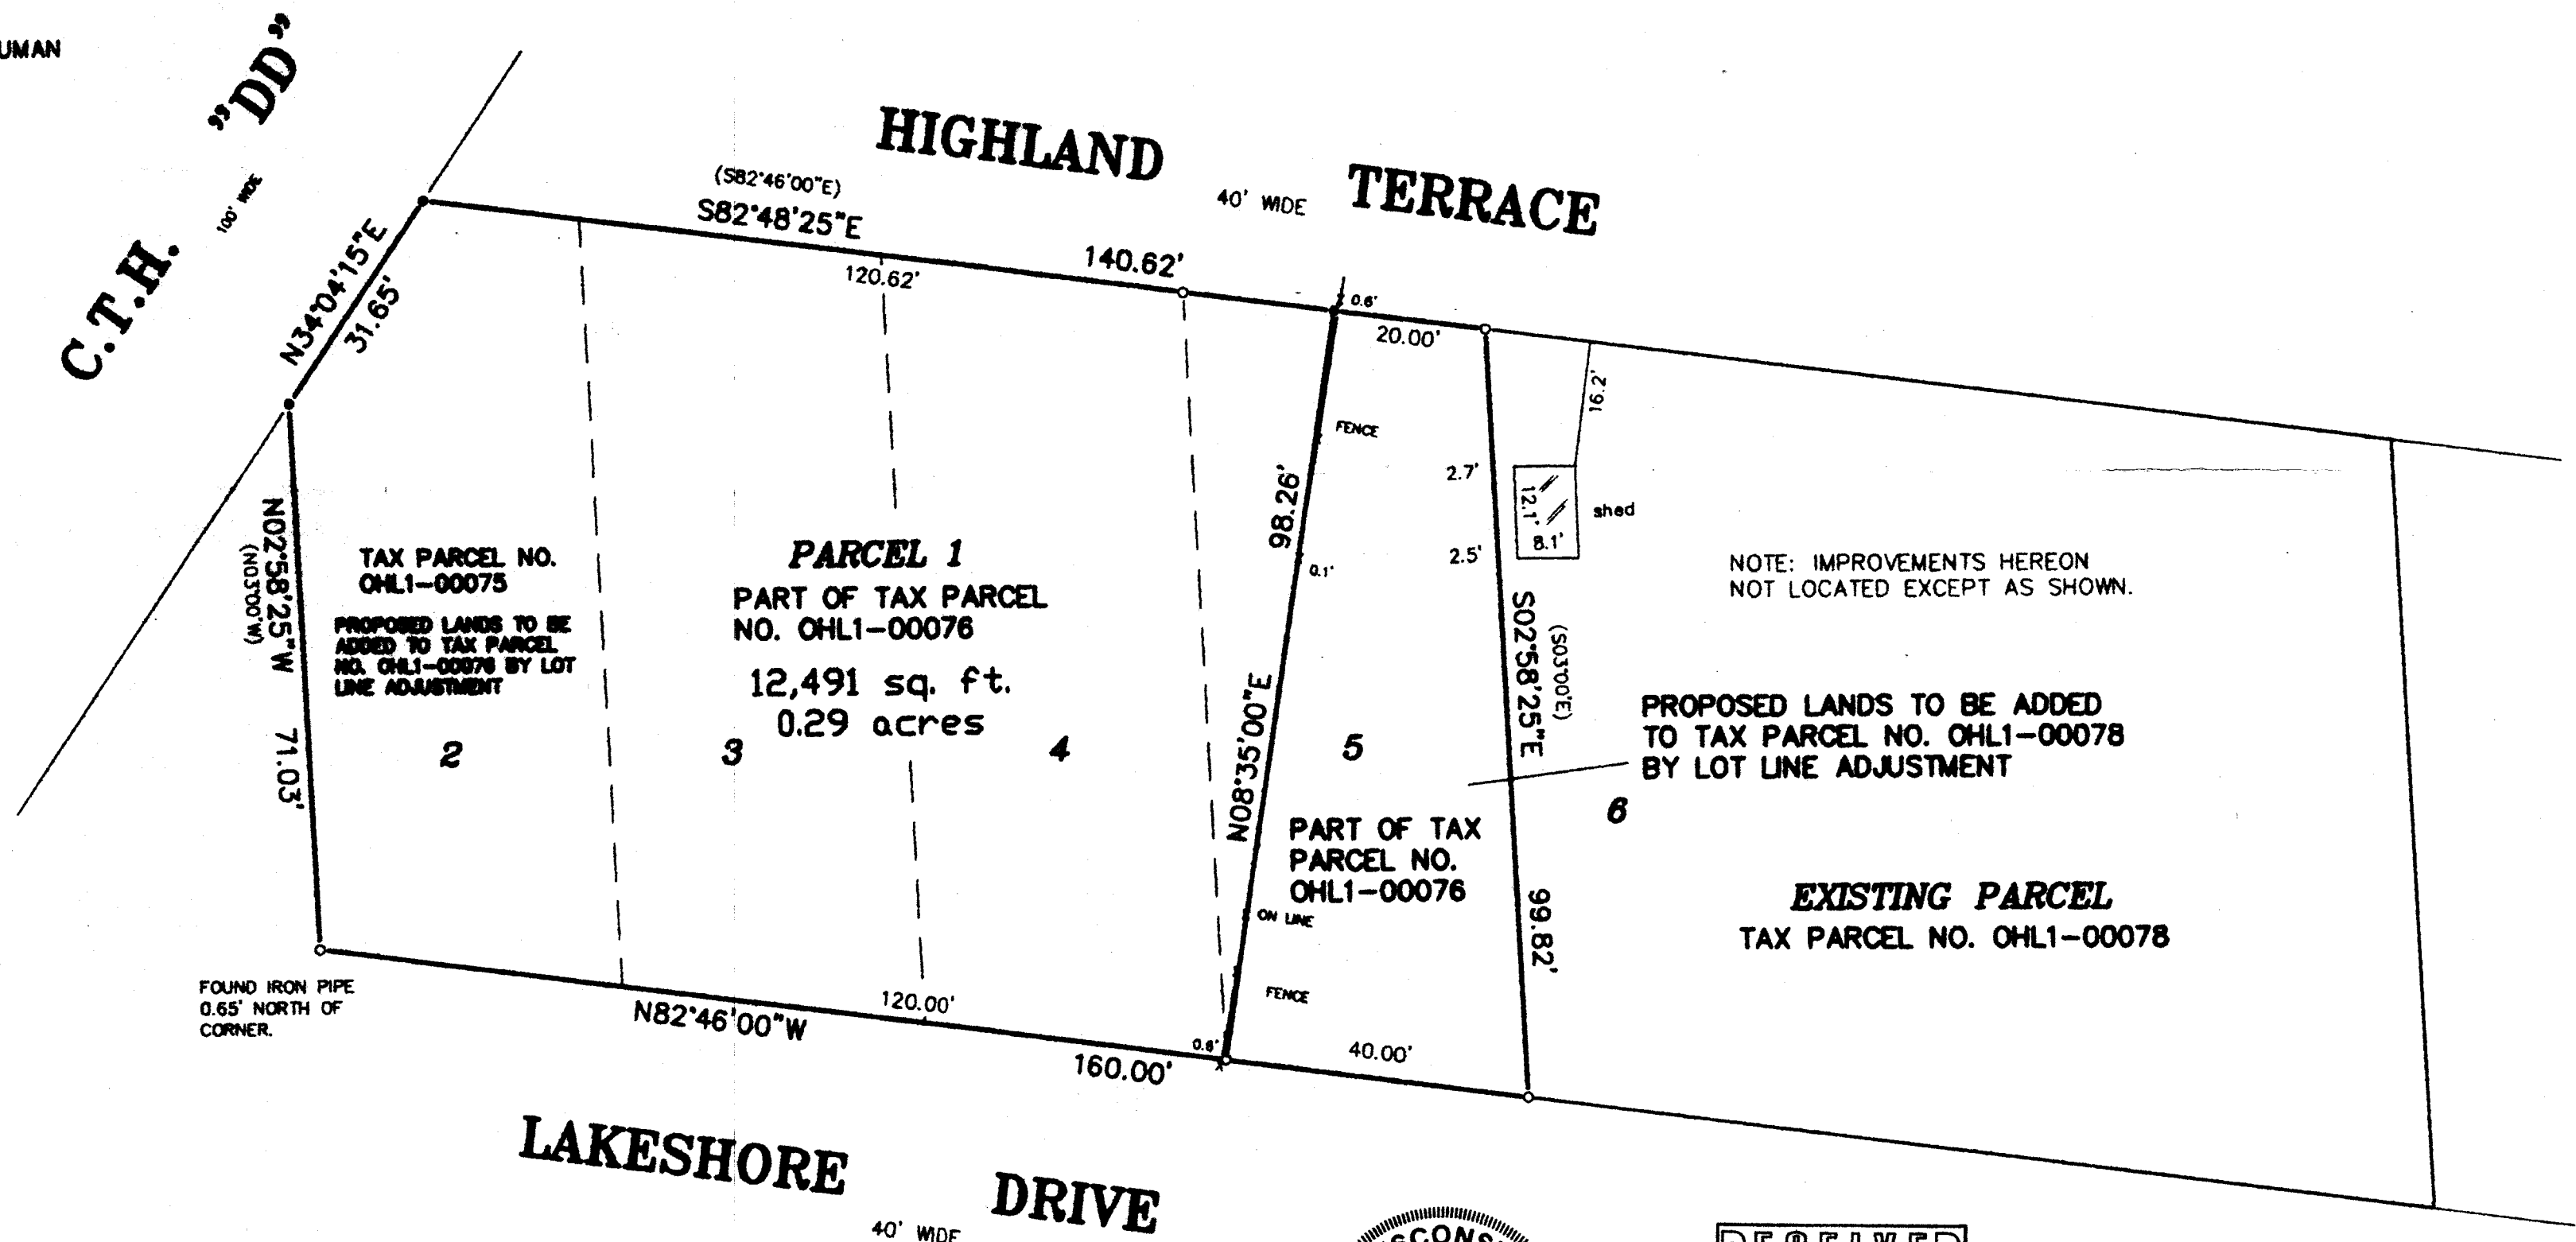 UMAN
C.T.H. "DD"
100' WIDE
HIGHLAND TERRACE
40' WIDE
(S82°46'00"E)
S82°48'25"E
140.62'
120.62'
0.6'
20.00'
N34°04'15"E
31.65'
16.2'
FENCE
2.7'
12.1'
8.1'
shed
2.5'
98.26'
0.1'
N02°58'25"W 71.03'
(N03°00'W)
TAX PARCEL NO.
OHL1-00075
PROPOSED LANDS TO BE
ADDED TO TAX PARCEL
NO. OHL1-00076 BY LOT
LINE ADJUSTMENT
PARCEL 1
PART OF TAX PARCEL
NO. OHL1-00076
12,491 sq. ft.
0.29 acres
NOTE: IMPROVEMENTS HEREON
NOT LOCATED EXCEPT AS SHOWN.
S02°58'25"E
(S03°00'E)
99.82'
N08°35'00"E
PROPOSED LANDS TO BE ADDED
TO TAX PARCEL NO. OHL1-00078
BY LOT LINE ADJUSTMENT
2
3
4
5
6
PART OF TAX
PARCEL NO.
OHL1-00076
EXISTING PARCEL
TAX PARCEL NO. OHL1-00078
ON LINE
FENCE
FOUND IRON PIPE
0.65' NORTH OF
CORNER.
N82°46'00"W
120.00'
160.00'
0.6'
40.00'
LAKESHORE DRIVE
40' WIDE
SCONS
RECEIVED